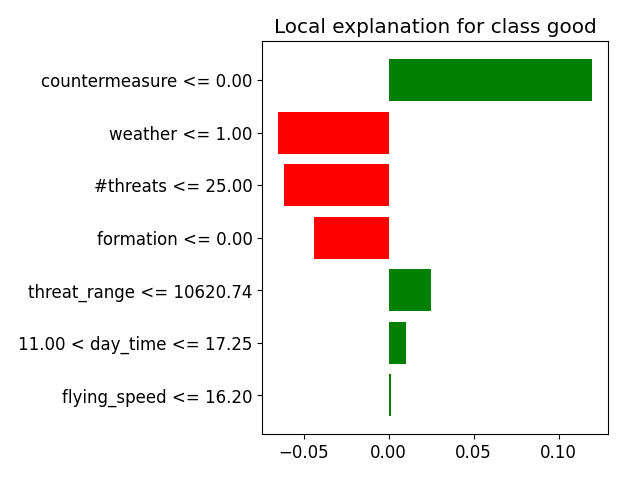 Local explanation for class good
countermeasure <= 0.00
weather <= 1.00
#threats <= 25.00
formation <= 0.00
threat_range <= 10620.74
11.00 < day_time <= 17.25
flying_speed <= 16.20
−0.05 0.00 0.05 0.10